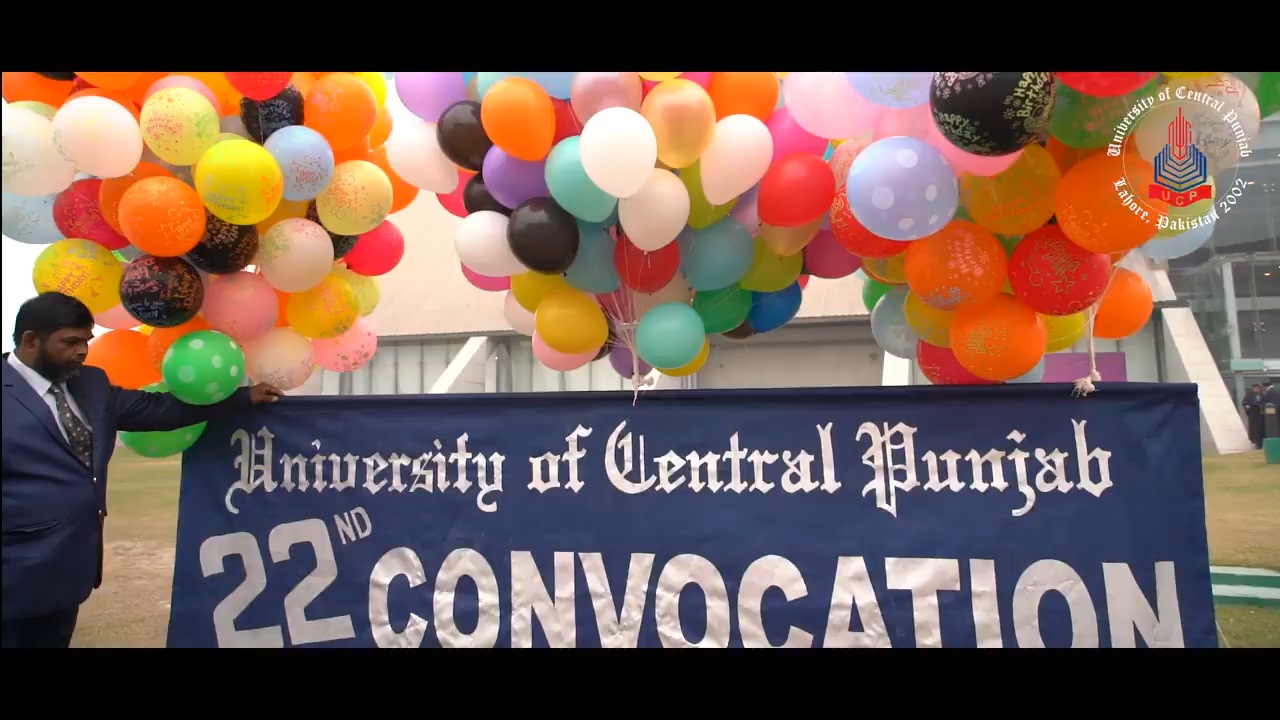 University of Central Punjab
UCP
Lahore, Pakistan 2002
University of Central Punjab
22ND CONVOCATION